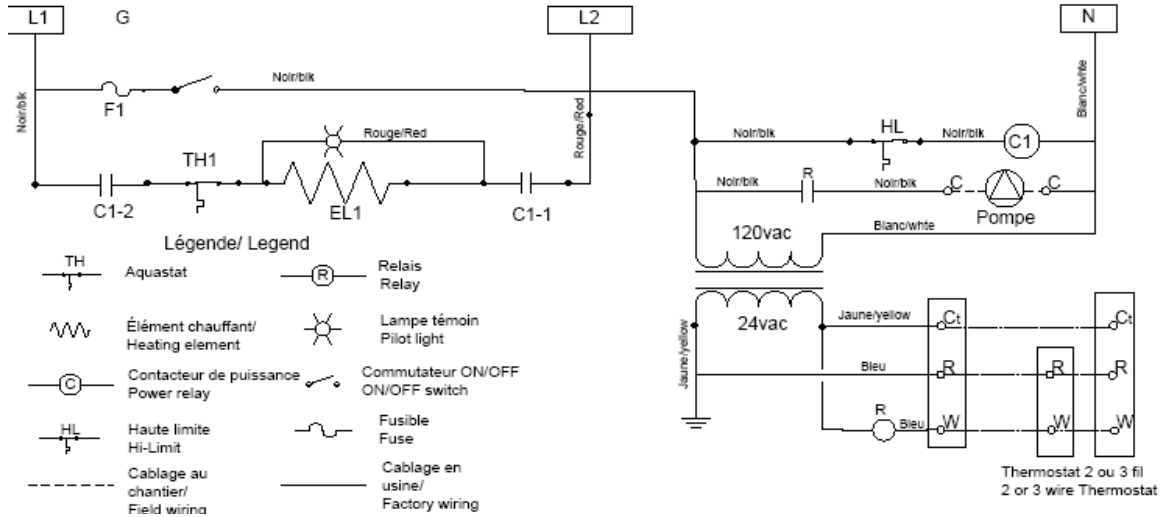 L1
G
L2
N
Noir/blk
Noir/blk
F1
Rouge/Red
Blanc/whte
Rouge/Red
TH1
C1-2
EL1
C1-1
Noir/blk
HL
Noir/blk
C1
Noir/blk
R
Noir/blk
C
C
Pompe
120vac
Blanc/whte
24vac
Jaune/yellow
Jaune/yellow
Ct
Ct
Bleu
R
R
R
R
Bleu
W
W
W
Thermostat 2 ou 3 fil
2 or 3 wire Thermostat
Légende/ Legend
TH
Aquastat
R
Relais
Relay
Élément chauffant/
Heating element
Lampe témoin
Pilot light
C
Contacteur de puissance
Power relay
Commutateur ON/OFF
ON/OFF switch
HL
Haute limite
Hi-Limit
Fusible
Fuse
Cablage au
chantier/
Field wiring
Cablage en
usine/
Factory wiring